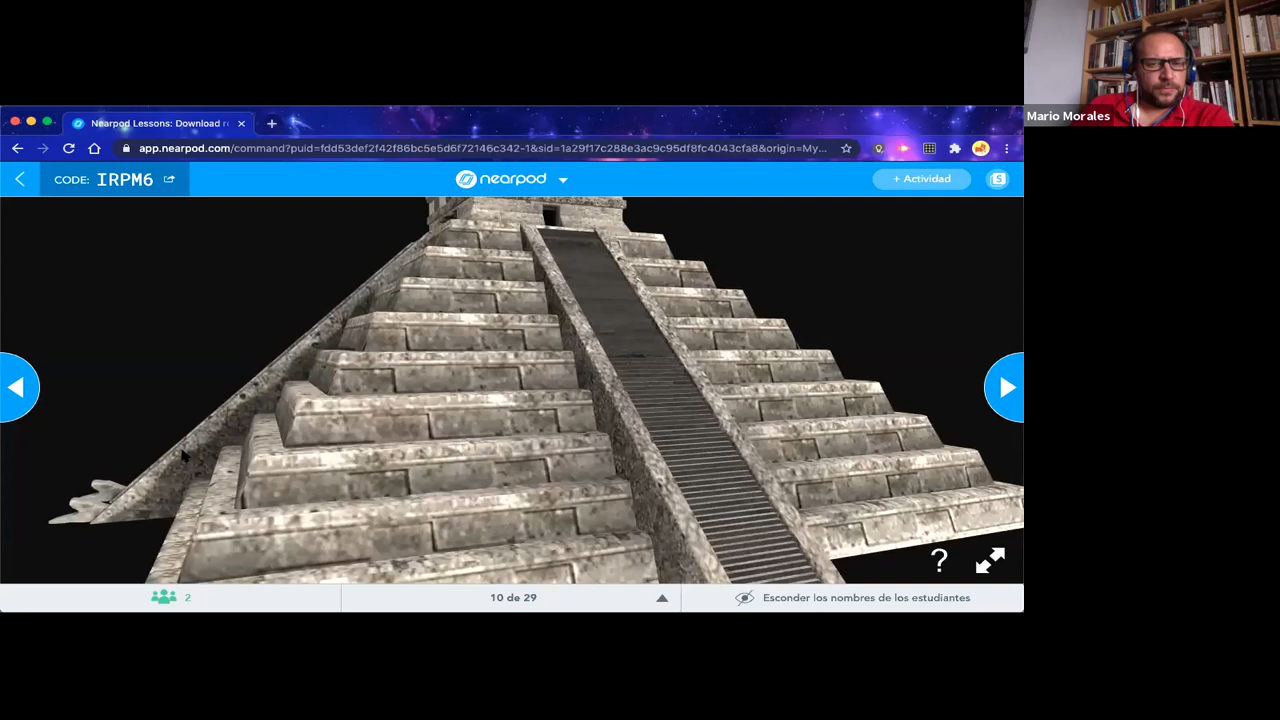 Mario Morales
Nearpod Lessons: Download r
app.nearpod.com/command?puid=fdd53def2f42f86bc5e5d6f72146c342-1&sid=1a29f17c288e3ac9c95df8fc4043cfa8&origin=My...
CODE: IRPM6
nearpod
+ Actividad
S
?
2
10 de 29
Esconder los nombres de los estudiantes